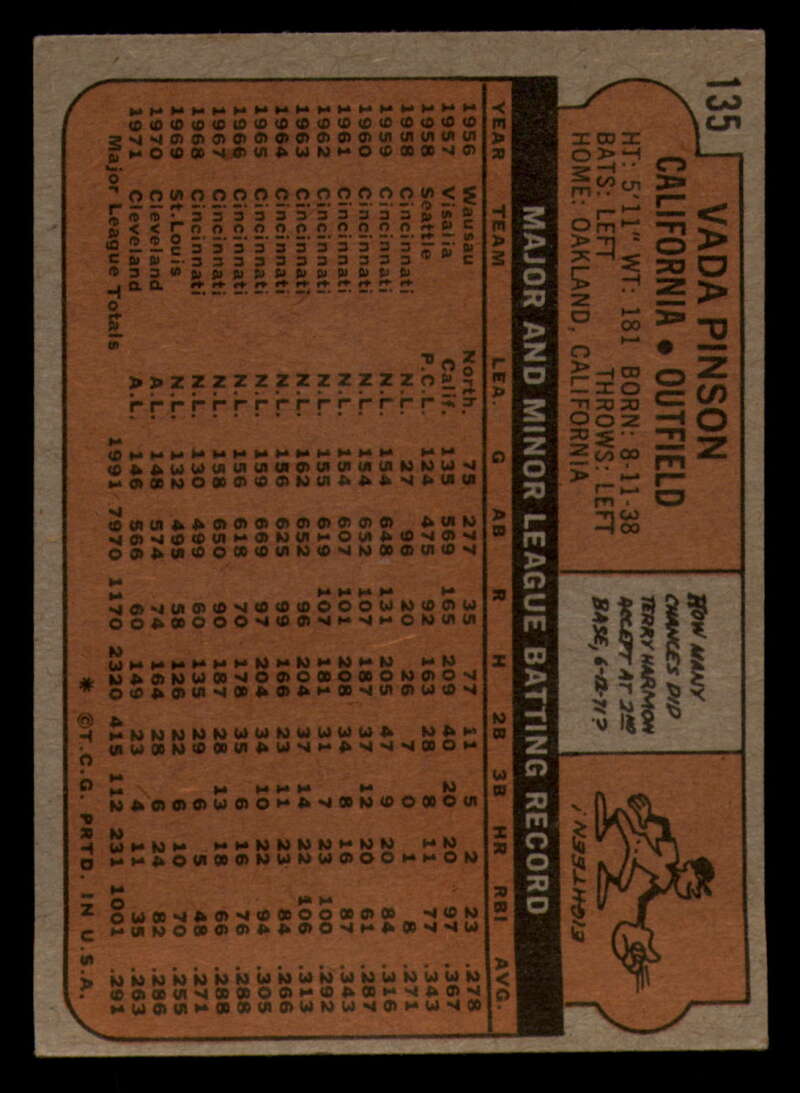 135
VADA PINSON
CALIFORNIA • OUTFIELD
HT: 5'11" WT: 181 BORN: 8-11-38
BATS: LEFT THROWS: LEFT
HOME: OAKLAND, CALIFORNIA
HOW MANY
CHANCES DID
TERRY HARMON
ACCEPT AT 2ND
BASE, 6-12-71?
EIGHTEEN!
MAJOR AND MINOR LEAGUE BATTING RECORD
YEAR TEAM LEA. G AB R H 2B 3B HR RBI AVG.
1956 Wausau North. 75 277 35 77 11 5 2 23 .278
1957 Visalia Calif. 135 569 165 209 40 20 20 97 .367
1958 Seattle P.C.L. 124 475 92 163 28 8 11 77 .343
1958 Cincinnati N.L. 27 96 20 26 7 0 1 8 .271
1959 Cincinnati N.L. 154 648 131 205 47 9 20 84 .316
1960 Cincinnati N.L. 154 652 107 187 37 12 20 61 .287
1961 Cincinnati N.L. 154 607 101 208 34 8 16 87 .343
1962 Cincinnati N.L. 155 619 107 181 31 7 23 100 .292
1963 Cincinnati N.L. 162 652 96 204 37 14 22 106 .313
1964 Cincinnati N.L. 156 625 99 166 23 11 23 84 .266
1965 Cincinnati N.L. 159 669 97 204 34 10 22 94 .305
1966 Cincinnati N.L. 156 618 70 178 35 6 16 76 .288
1967 Cincinnati N.L. 158 650 90 187 28 13 18 66 .288
1968 Cincinnati N.L. 130 499 60 135 29 6 5 48 .271
1969 St. Louis N.L. 132 495 58 126 22 6 10 70 .255
1970 Cleveland A.L. 148 574 74 164 28 6 24 82 .286
1971 Cleveland A.L. 146 566 60 149 23 4 11 35 .263
Major League Totals 1991 7970 1170 2320 415 112 231 1001 .291
* ©T.C.G. PRTD. IN U.S.A.